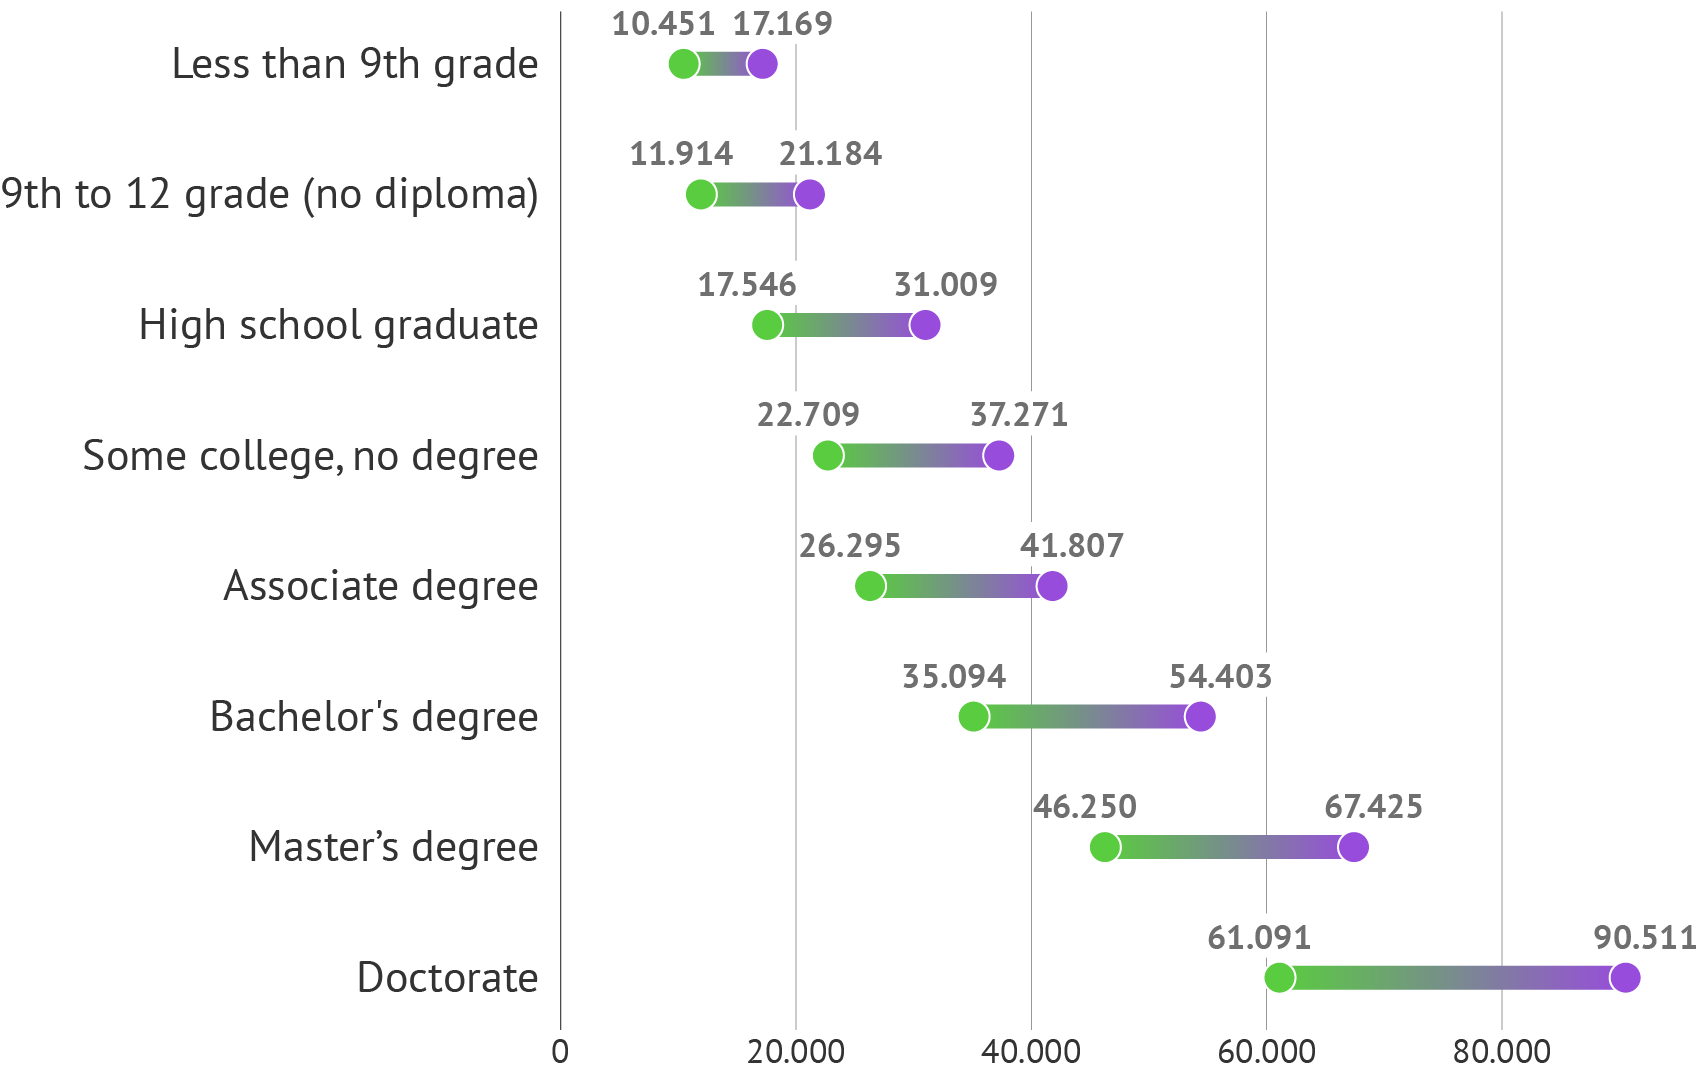 10.451 17.169
Less than 9th grade
11.914 21.184
9th to 12 grade (no diploma)
17.546 31.009
High school graduate
22.709 37.271
Some college, no degree
26.295 41.807
Associate degree
35.094 54.403
Bachelor's degree
46.250 67.425
Master’s degree
61.091 90.511
Doctorate
0 20.000 40.000 60.000 80.000